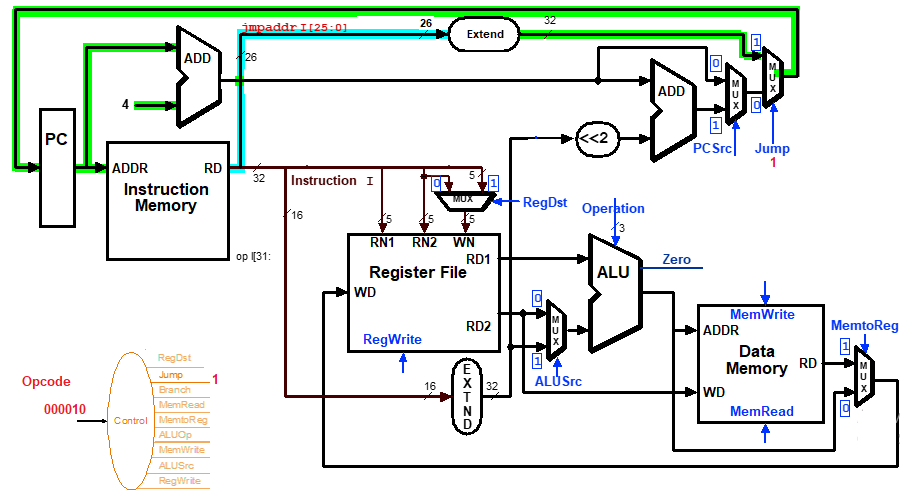 jmpaddr I[25:0]
26
Extend
32
26
ADD
4
PC
ADDR
RD
Instruction
Memory
32
Instruction I
16
5
0
1
MUX
RegDst
5
5
5
RN1
RN2
WN
Register File
RD1
RD2
WD
RegWrite
op I[31:
16
EXTND
32
<<2
ADD
0
1
MUX
PCSrc
1
0
MUX
Jump
1
Operation
3
ALU
Zero
0
1
MUX
ALUSrc
MemWrite
ADDR
Data
Memory
RD
WD
MemRead
MemtoReg
1
0
MUX
Opcode
000010
Control
RegDst
Jump
1
Branch
MemRead
MemtoReg
ALUOp
MemWrite
ALUSrc
RegWrite